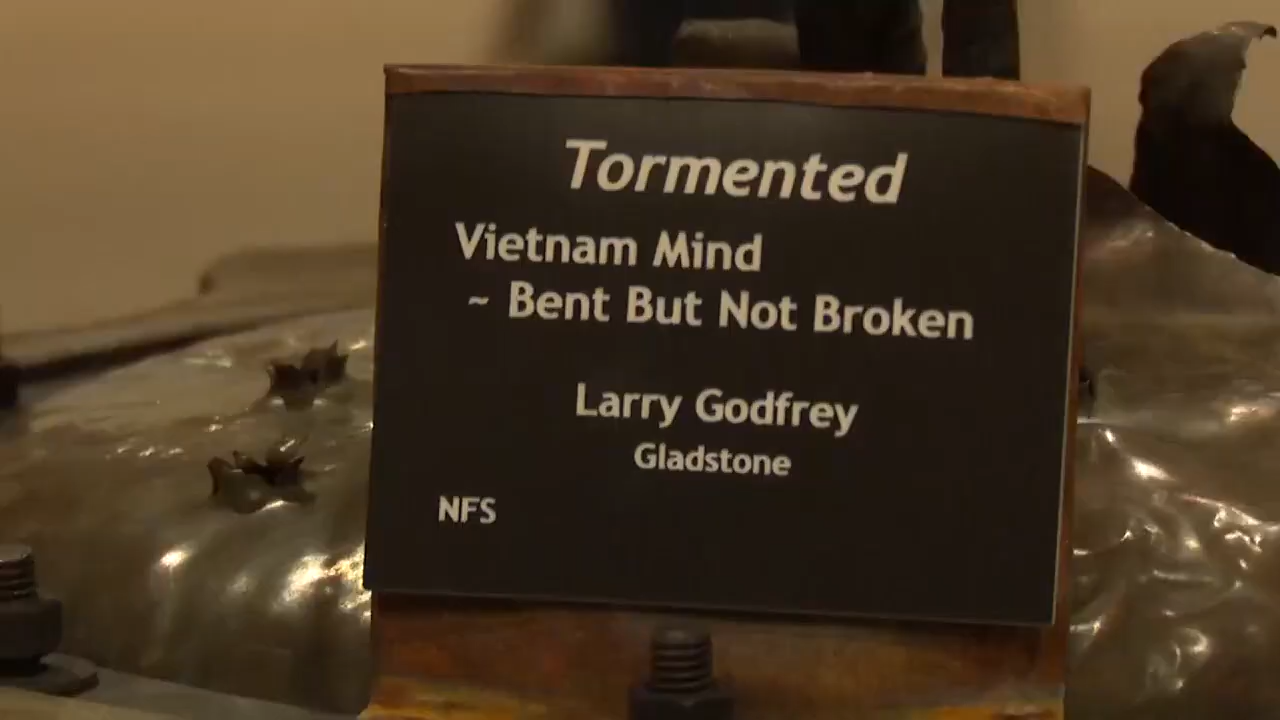 Tormented
Vietnam Mind
~ Bent But Not Broken
Larry Godfrey
Gladstone
NFS